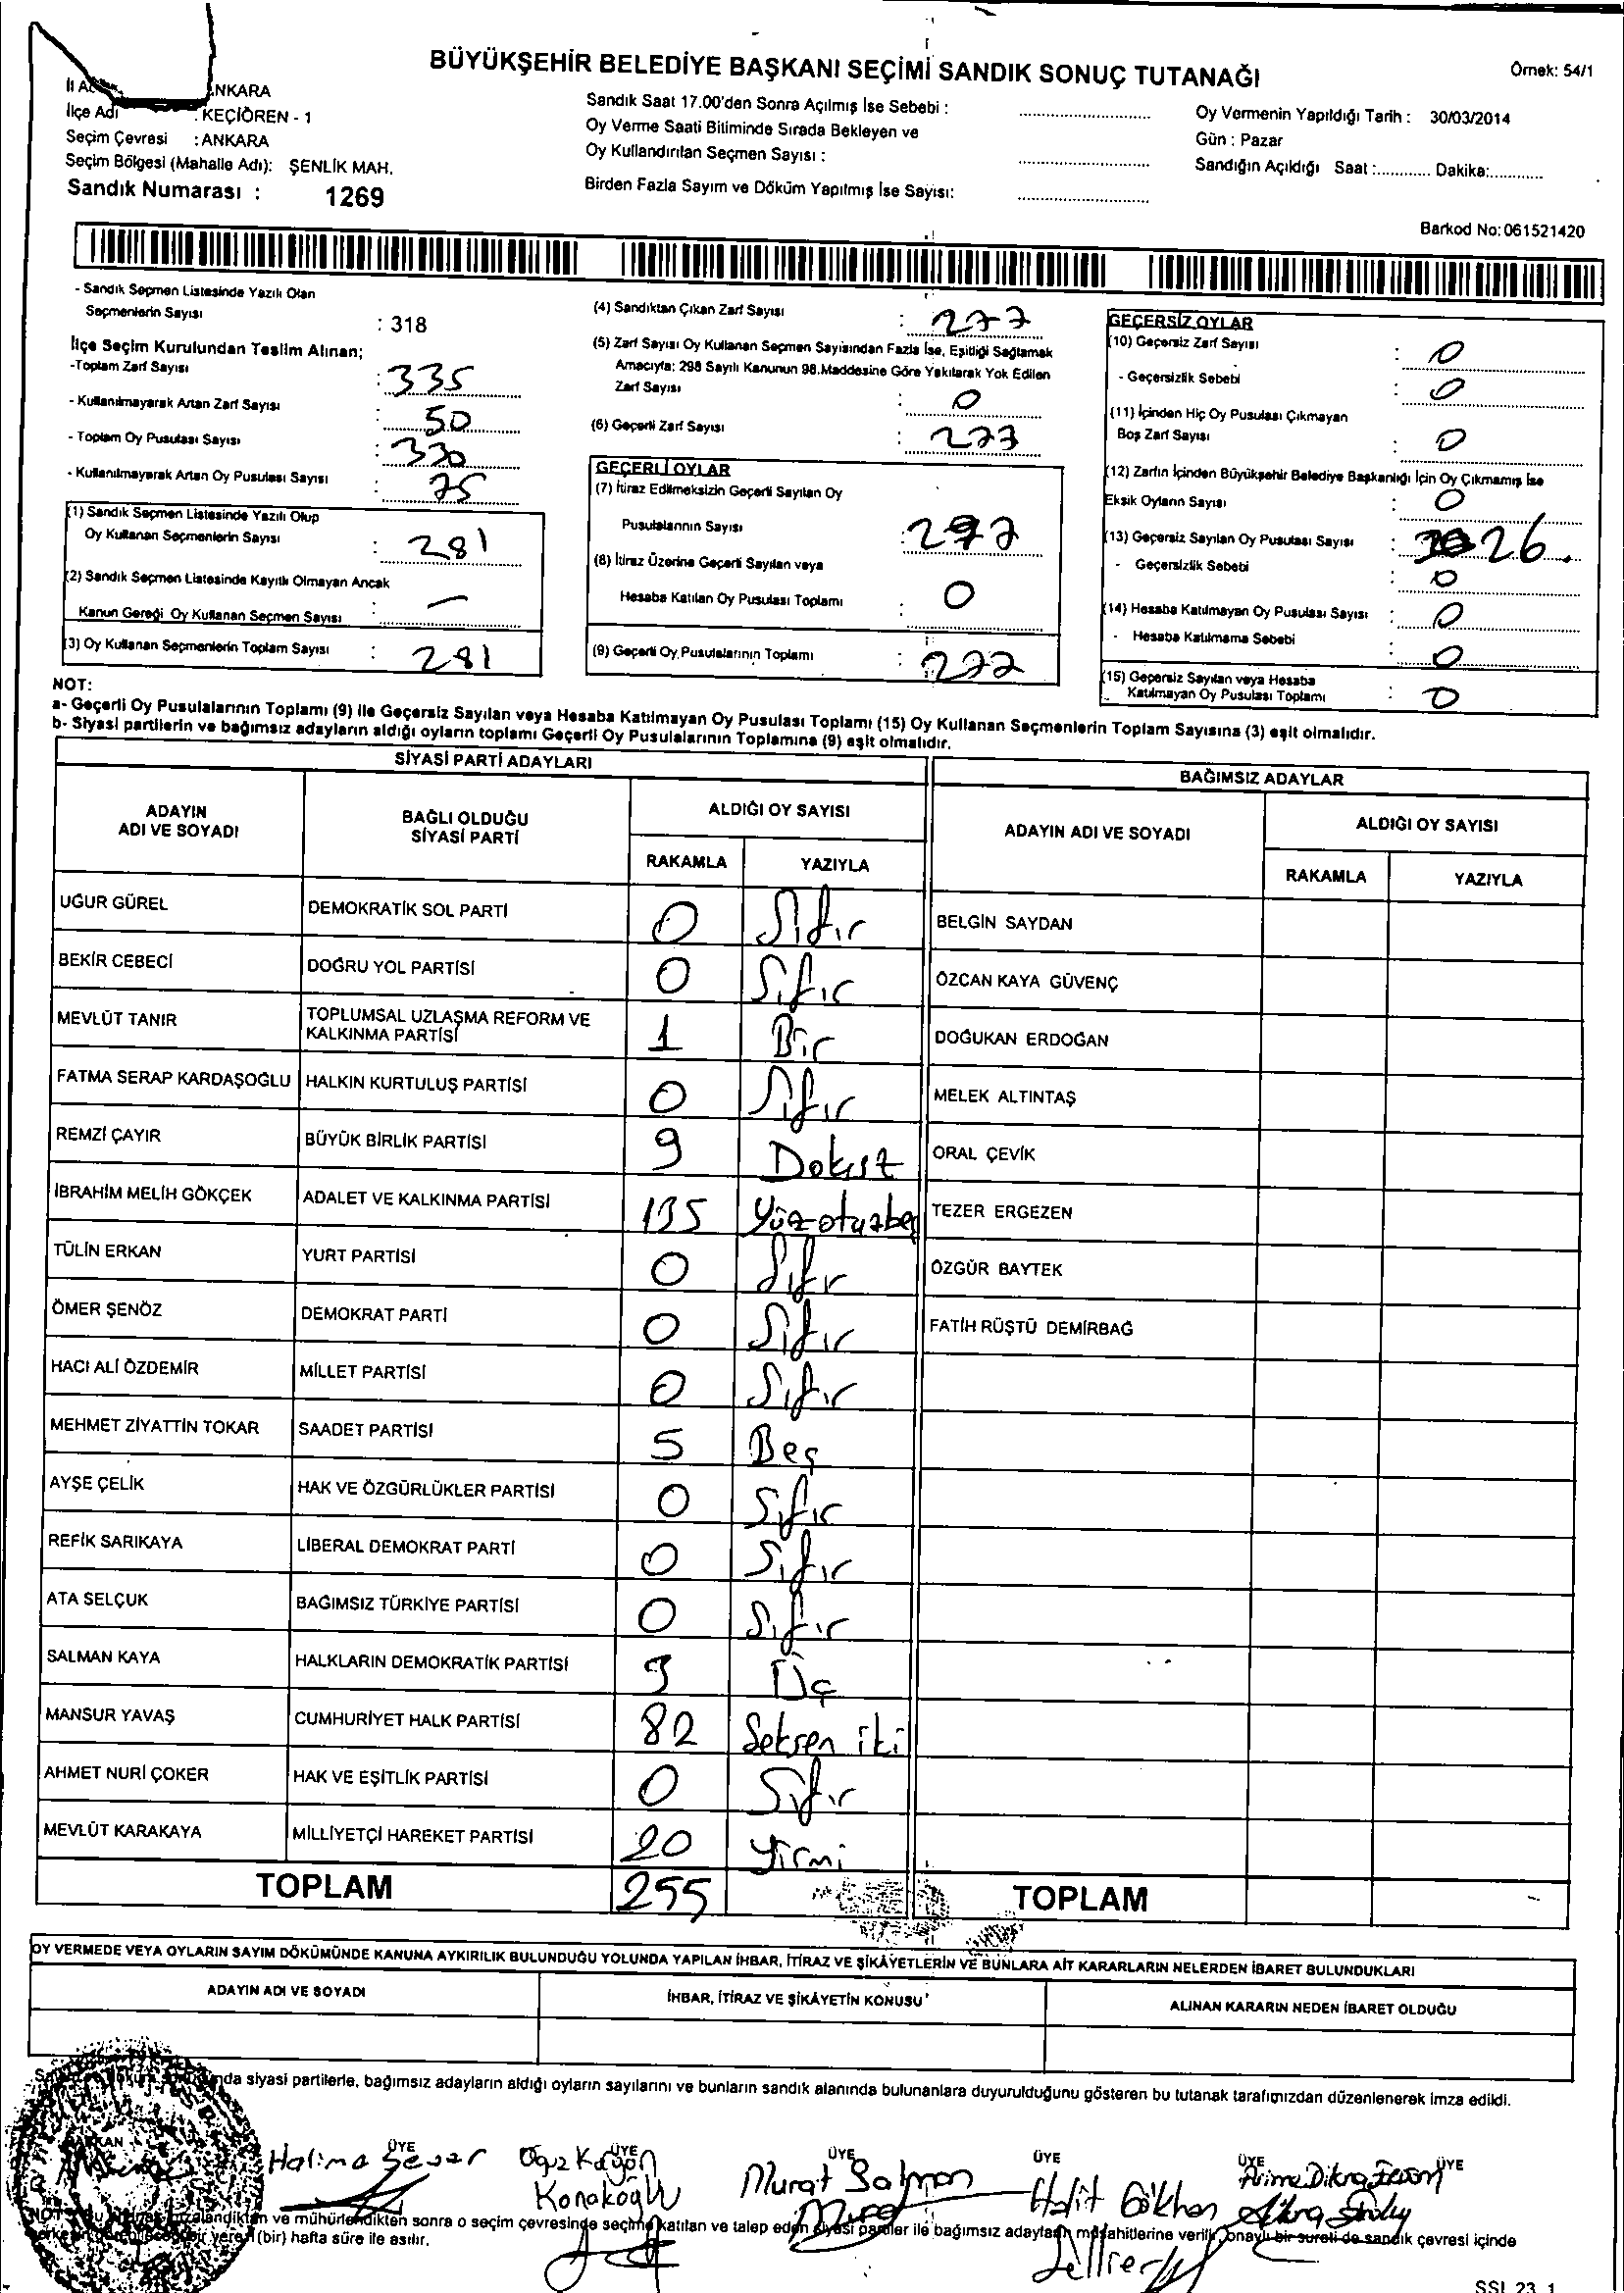 BÜYÜKŞEHİR BELEDİYE BAŞKANI SEÇİMİ SANDIK SONUÇ TUTANAĞI
Örnek: 54/1
NKARA
İlçe Adı : KEÇİÖREN - 1
Seçim Çevresi : ANKARA
Seçim Bölgesi (Mahalle Adı): ŞENLİK MAH.
Sandık Numarası : 1269
Sandık Saat 17.00'den Sonra Açılmış İse Sebebi :
Oy Verme Saati Bitiminde Sırada Bekleyen ve
Oy Kullandırılan Seçmen Sayısı :
Birden Fazla Sayım ve Döküm Yapılmış İse Sayısı:
Oy Vermenin Yapıldığı Tarih : 30/03/2014
Gün : Pazar
Sandığın Açıldığı Saat :............ Dakika:............
Barkod No:061521420
- Sandık Seçmen Listesinde Yazılı Olan
Seçmenlerin Sayısı : 318
İlçe Seçim Kurulundan Teslim Alınan;
-Toplam Zarf Sayısı : 335
- Kullanılmayarak Artan Zarf Sayısı : 50
- Toplam Oy Pusulası Sayısı : 330
- Kullanılmayarak Artan Oy Pusulası Sayısı : 75
(1) Sandık Seçmen Listesinde Yazılı Olup
Oy Kullanan Seçmenlerin Sayısı : 281
(2) Sandık Seçmen Listesinde Kayıtlı Olmayan Ancak
Kanun Gereği Oy Kullanan Seçmen Sayısı : —
(3) Oy Kullanan Seçmenlerin Toplam Sayısı : 281
(4) Sandıktan Çıkan Zarf Sayısı : 277
(5) Zarf Sayısı Oy Kullanan Seçmen Sayısından Fazla İse, Eşitliği Sağlamak
Amacıyla; 298 Sayılı Kanunun 98.Maddesine Göre Yakılarak Yok Edilen
Zarf Sayısı : 0
(6) Geçerli Zarf Sayısı : 277
GEÇERLİ OYLAR
(7) İtiraz Edilmeksizin Geçerli Sayılan Oy
Pusulalarının Sayısı : 277
(8) İtiraz Üzerine Geçerli Sayılan veya
Hesaba Katılan Oy Pusulası Toplamı : 0
(9) Geçerli Oy Pusulalarının Toplamı : 277
GEÇERSİZ OYLAR
(10) Geçersiz Zarf Sayısı : 0
- Geçersizlik Sebebi : 0
(11) İçinden Hiç Oy Pusulası Çıkmayan
Boş Zarf Sayısı : 0
(12) Zarfın İçinden Büyükşehir Belediye Başkanlığı İçin Oy Çıkmamış İse
Eksik Oyların Sayısı : 0
(13) Geçersiz Sayılan Oy Pusulası Sayısı : 26.
- Geçersizlik Sebebi : 0
(14) Hesaba Katılmayan Oy Pusulası Sayısı : 0
- Hesaba Katılmama Sebebi : 0
(15) Geçersiz Sayılan veya Hesaba
Katılmayan Oy Pusulası Toplamı : 0
NOT:
a- Geçerli Oy Pusulalarının Toplamı (9) ile Geçersiz Sayılan veya Hesaba Katılmayan Oy Pusulası Toplamı (15) Oy Kullanan Seçmenlerin Toplam Sayısına (3) eşit olmalıdır.
b- Siyasi partilerin ve bağımsız adayların aldığı oyların toplamı Geçerli Oy Pusulalarının Toplamına (9) eşit olmalıdır.
SİYASİ PARTİ ADAYLARI
ADAYIN ADI VE SOYADI BAĞLI OLDUĞU SİYASİ PARTİ ALDIĞI OY SAYISI
RAKAMLA YAZIYLA
UĞUR GÜREL DEMOKRATİK SOL PARTİ 0 Sıfır
BEKİR CEBECİ DOĞRU YOL PARTİSİ 0 Sıfır
MEVLÜT TANIR TOPLUMSAL UZLAŞMA REFORM VE KALKINMA PARTİSİ 1 Bir
FATMA SERAP KARDAŞOĞLU HALKIN KURTULUŞ PARTİSİ 0 Sıfır
REMZİ ÇAYIR BÜYÜK BİRLİK PARTİSİ 9 Dokuz
İBRAHİM MELİH GÖKÇEK ADALET VE KALKINMA PARTİSİ 135 Yüzotuzbeş
TÜLİN ERKAN YURT PARTİSİ 0 Sıfır
ÖMER ŞENÖZ DEMOKRAT PARTİ 0 Sıfır
HACI ALİ ÖZDEMİR MİLLET PARTİSİ 0 Sıfır
MEHMET ZİYATTİN TOKAR SAADET PARTİSİ 5 Beş
AYŞE ÇELİK HAK VE ÖZGÜRLÜKLER PARTİSİ 0 Sıfır
REFİK SARIKAYA LİBERAL DEMOKRAT PARTİ 0 Sıfır
ATA SELÇUK BAĞIMSIZ TÜRKİYE PARTİSİ 0 Sıfır
SALMAN KAYA HALKLARIN DEMOKRATİK PARTİSİ 3 Üç
MANSUR YAVAŞ CUMHURİYET HALK PARTİSİ 82 Seksen iki
AHMET NURİ ÇOKER HAK VE EŞİTLİK PARTİSİ 0 Sıfır
MEVLÜT KARAKAYA MİLLİYETÇİ HAREKET PARTİSİ 20 Yirmi
TOPLAM 255
BAĞIMSIZ ADAYLAR
ADAYIN ADI VE SOYADI ALDIĞI OY SAYISI
RAKAMLA YAZIYLA
BELGİN SAYDAN
ÖZCAN KAYA GÜVENÇ
DOĞUKAN ERDOĞAN
MELEK ALTINTAŞ
ORAL ÇEVİK
TEZER ERGEZEN
ÖZGÜR BAYTEK
FATİH RÜŞTÜ DEMİRBAĞ
TOPLAM
OY VERMEDE VEYA OYLARIN SAYIM DÖKÜMÜNDE KANUNA AYKIRILIK BULUNDUĞU YOLUNDA YAPILAN İHBAR, İTİRAZ VE ŞİKÂYETLERİN VE BUNLARA AİT KARARLARIN NELERDEN İBARET BULUNDUKLARI
ADAYIN ADI VE SOYADI İHBAR, İTİRAZ VE ŞİKÂYETİN KONUSU ALINAN KARARIN NEDEN İBARET OLDUĞU
siyasi partilerle, bağımsız adayların aldığı oyların sayılarını ve bunların sandık alanında bulunanlara duyurulduğunu gösteren bu tutanak tarafımızdan düzenlenerek imza edildi.
ÜYE ÜYE ÜYE ÜYE ÜYE ÜYE
Halima Sever Oğuz Kağan Konakoğlu Murat Salman Halit Gökhan
ve mühürlendikten sonra o seçim çevresinde seçime katılan ve talep eden siyasi partiler ile bağımsız adayların müşahitlerine verilir, onaylı bir sureti de sandık çevresi içinde
(bir) hafta süre ile asılır.
SSL 23 1